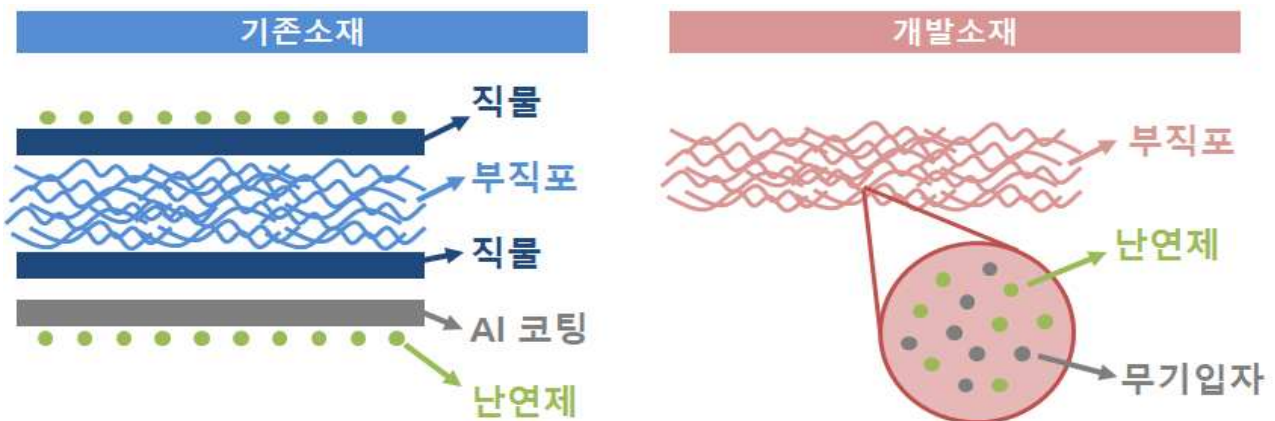 기존소재
직물
부직포
직물
Al 코팅
난연제
개발소재
부직포
난연제
무기입자